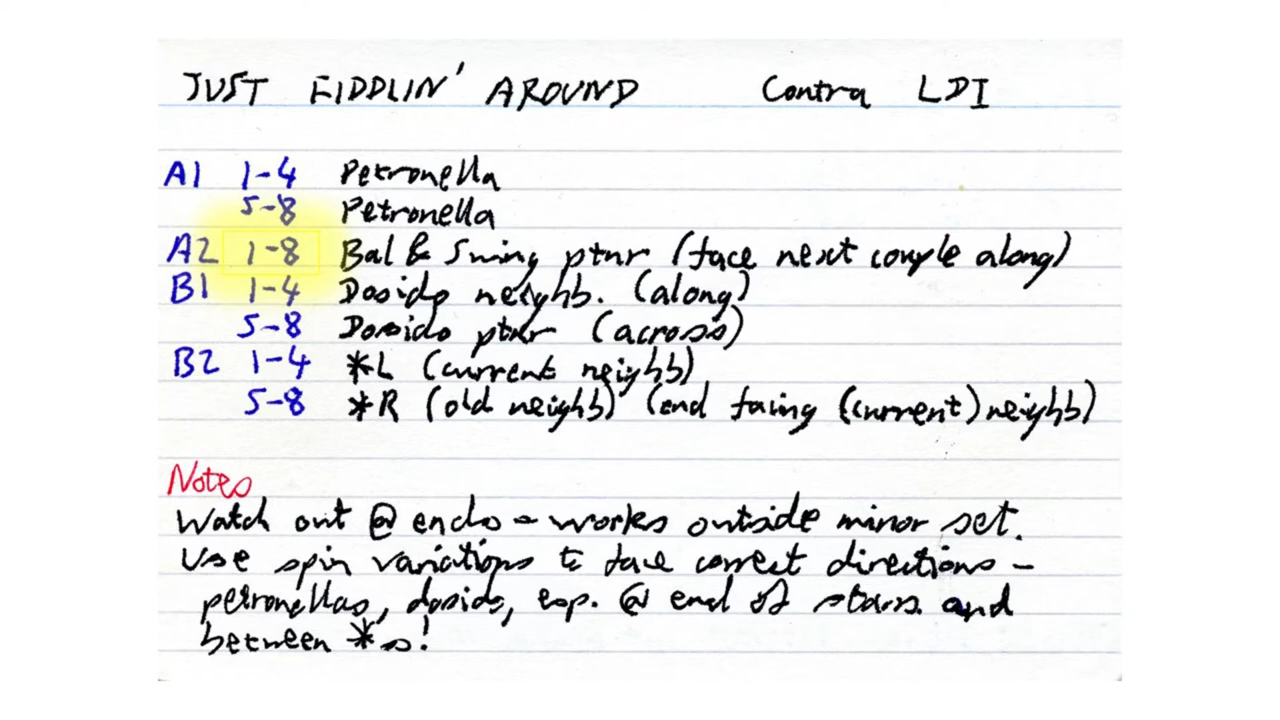 JUST FIDDLIN' AROUND Contra LDI
A1 1-4 Petronella
5-8 Petronella
A2 1-8 Bal & Swing ptnr (face next couple along)
B1 1-4 Dosido neighb. (along)
5-8 Dosido ptnr (across)
B2 1-4 *L (current neighb)
5-8 *R (old neighb) (end facing (current) neighb)
Notes
Watch out @ ends - works outside minor set.
Use spin variations to face correct directions -
petronellas, dosido, esp. @ end of stars and
between *s!